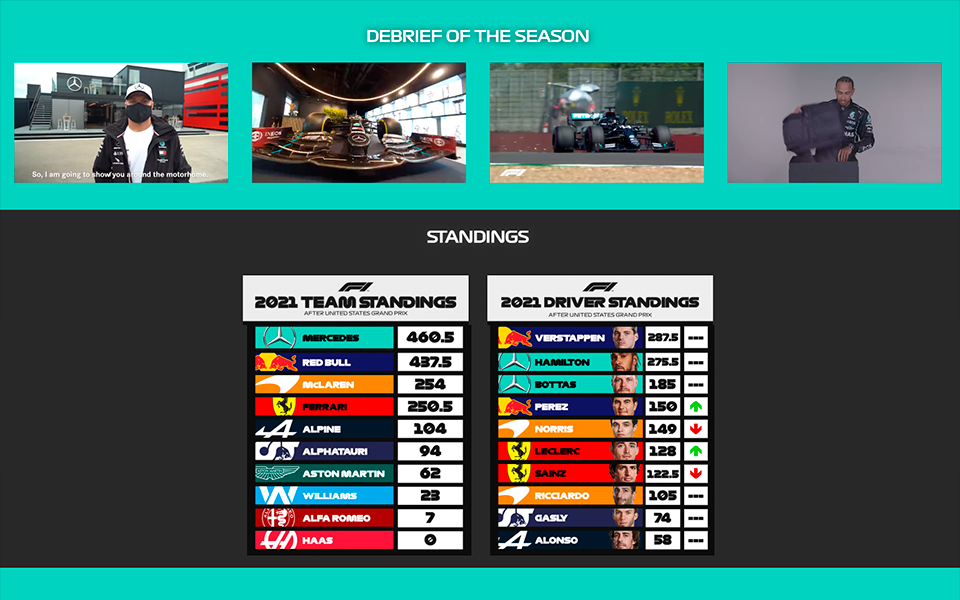 DEBRIEF OF THE SEASON
So, I am going to show you around the motorhome.
INEOS
PETRONAS
ROLEX ROLEX
F1
STANDINGS
F1
2021 TEAM STANDINGS
AFTER UNITED STATES GRAND PRIX
MERCEDES 460.5
RED BULL 437.5
McLAREN 254
FERRARI 250.5
ALPINE 104
ALPHATAURI 94
ASTON MARTIN 62
WILLIAMS 23
ALFA ROMEO 7
HAAS 0
F1
2021 DRIVER STANDINGS
AFTER UNITED STATES GRAND PRIX
VERSTAPPEN 287.5 ---
HAMILTON 275.5 ---
BOTTAS 185 ---
PEREZ 150
NORRIS 149
LECLERC 128
SAINZ 122.5
RICCIARDO 105 ---
GASLY 74 ---
ALONSO 58 ---